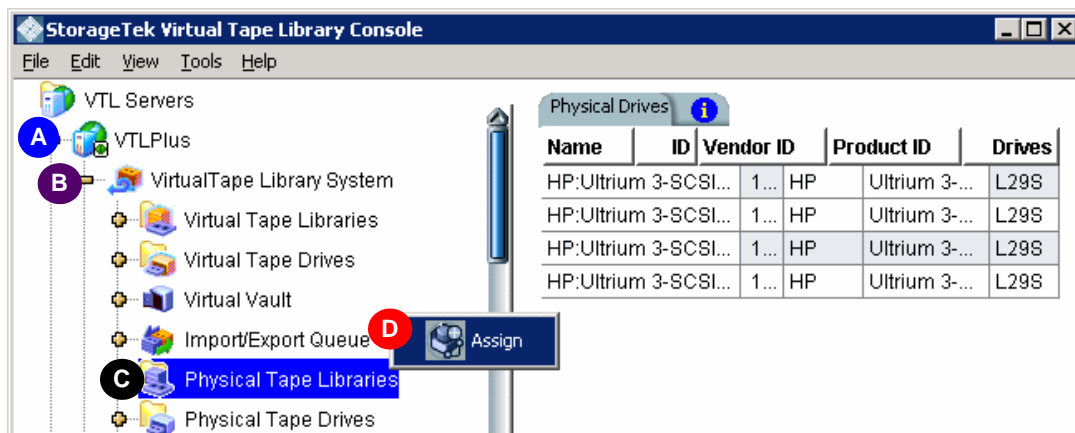 StorageTek Virtual Tape Library Console
File Edit View Tools Help
VTL Servers
A VTLPlus
B VirtualTape Library System
Virtual Tape Libraries
Virtual Tape Drives
Virtual Vault
Import/Export Queue
D Assign
C Physical Tape Libraries
Physical Tape Drives
Physical Drives i
Name ID Vendor ID Product ID Drives
HP:Ultrium 3-SCSI... 1... HP Ultrium 3-... L29S
HP:Ultrium 3-SCSI... 1... HP Ultrium 3-... L29S
HP:Ultrium 3-SCSI... 1... HP Ultrium 3-... L29S
HP:Ultrium 3-SCSI... 1... HP Ultrium 3-... L29S